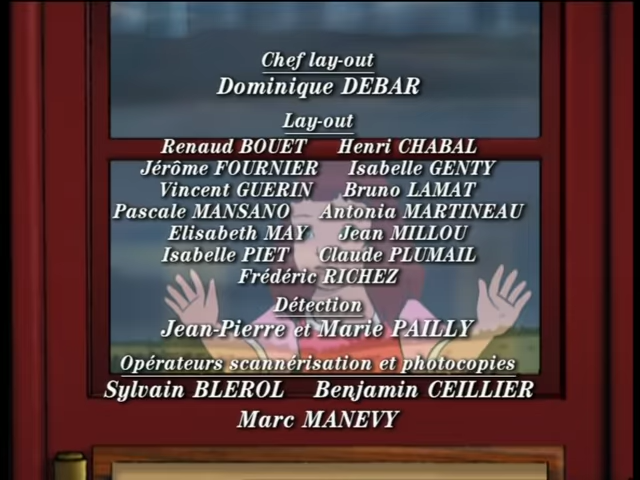 Chef lay-out
Dominique DEBAR
Lay-out
Renaud BOUET Henri CHABAL
Jérôme FOURNIER Isabelle GENTY
Vincent GUERIN Bruno LAMAT
Pascale MANSANO Antonia MARTINEAU
Elisabeth MAY Jean MILLOU
Isabelle PIET Claude PLUMAIL
Frédéric RICHEZ
Détection
Jean-Pierre et Marie PAILLY
Opérateurs scannérisation et photocopies
Sylvain BLEROL Benjamin CEILLIER
Marc MANEVY